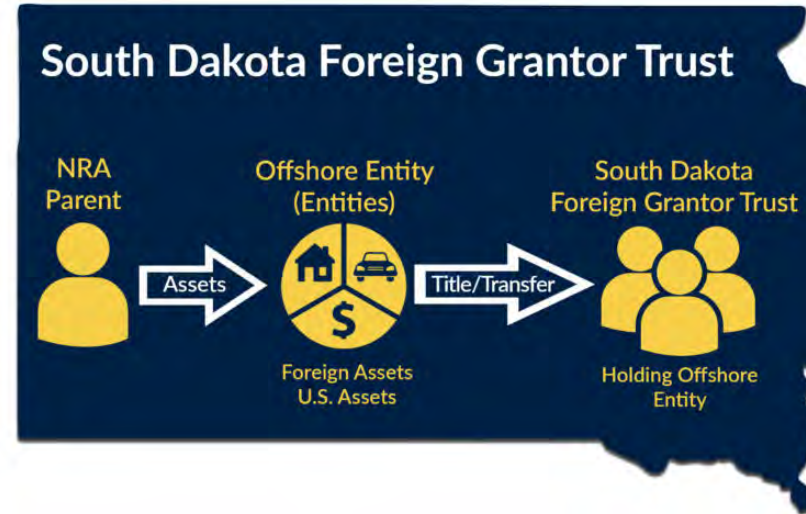 South Dakota Foreign Grantor Trust
NRA
Parent
Assets
Offshore Entity
(Entities)
$
Foreign Assets
U.S. Assets
Title/Transfer
South Dakota
Foreign Grantor Trust
Holding Offshore
Entity